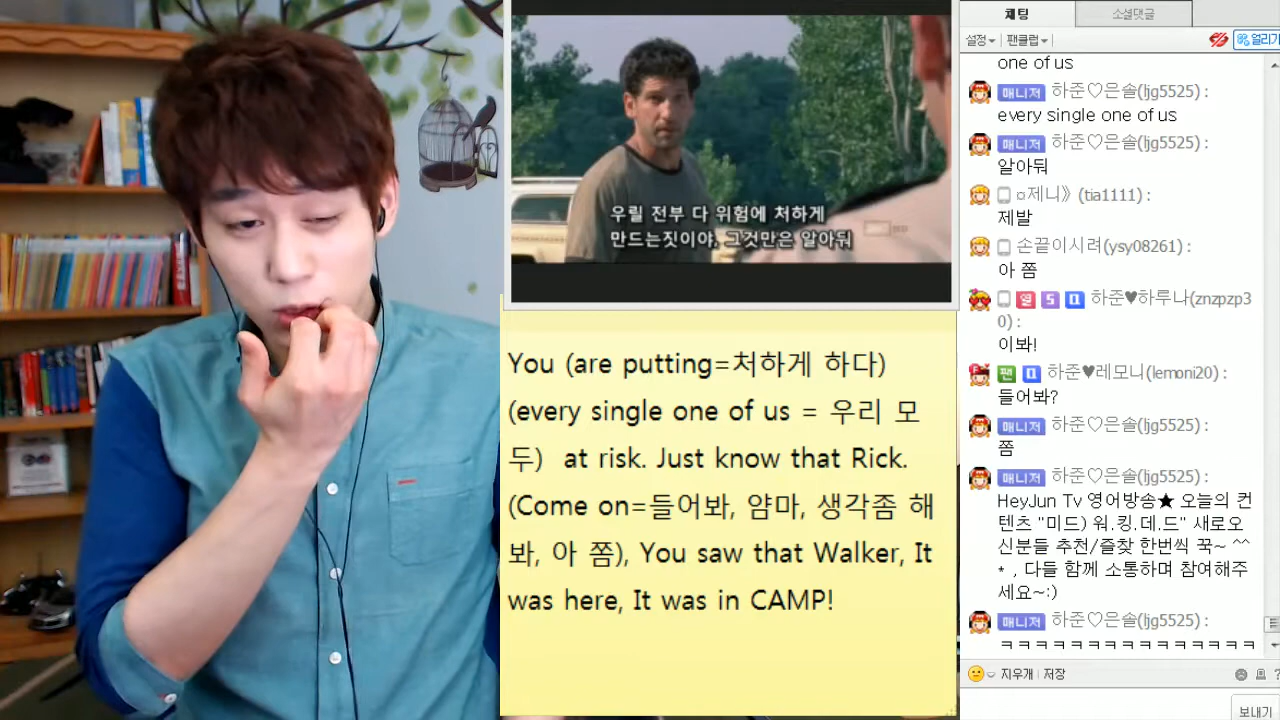 우릴 전부 다 위험에 처하게
만드는짓이야. 그것만은 알아둬
You (are putting=처하게 하다)
(every single one of us = 우리 모
두) at risk. Just know that Rick.
(Come on=들어봐, 얌마, 생각좀 해
봐, 아 쫌), You saw that Walker, It
was here, It was in CAMP!
채팅
소셜댓글
설정
팬클럽
얼리기
one of us
매니저 하준♡은솔(ljg5525) :
every single one of us
매니저 하준♡은솔(ljg5525) :
알아둬
¤제니》(tia1111) :
제발
손끝이시려(ysy08261) :
아 쫌
열 S 하준♥하루나(znzpzp3
0) :
이봐!
팬 하준♥레모니(lemoni20) :
들어봐?
매니저 하준♡은솔(ljg5525) :
쫌
매니저 하준♡은솔(ljg5525) :
HeyJun Tv 영어방송★ 오늘의 컨
텐츠 "미드) 워.킹.데.드" 새로오
신분들 추천/즐찾 한번씩 꾹~ ^^
* , 다들 함께 소통하며 참여해주
세요~:)
매니저 하준♡은솔(ljg5525) :
ㅋㅋㅋㅋㅋㅋㅋㅋㅋㅋㅋㅋㅋㅋㅋ
지우개 저장
보내기